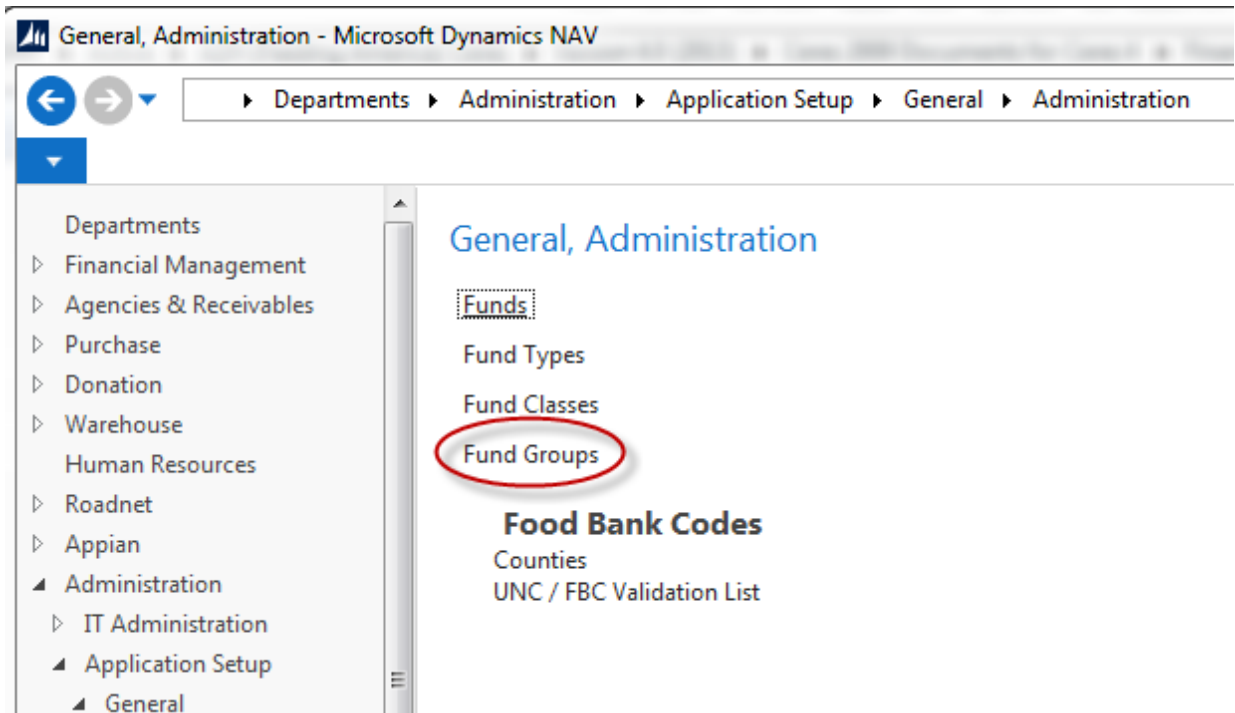 General, Administration - Microsoft Dynamics NAV
Departments Administration Application Setup General Administration
Departments
Financial Management
Agencies & Receivables
Purchase
Donation
Warehouse
Human Resources
Roadnet
Appian
Administration
IT Administration
Application Setup
General
General, Administration
Funds
Fund Types
Fund Classes
Fund Groups
Food Bank Codes
Counties
UNC / FBC Validation List